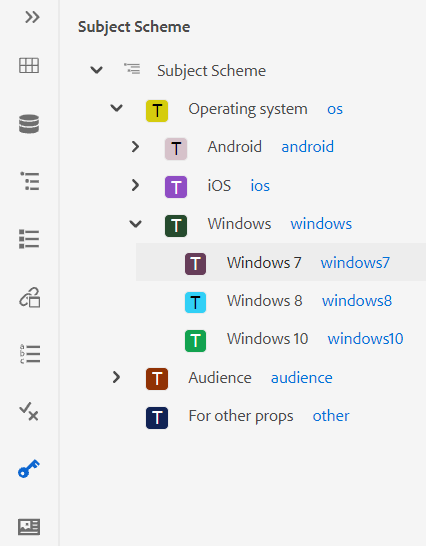 Subject Scheme
Subject Scheme
T Operating system os
T Android android
T iOS ios
T Windows windows
T Windows 7 windows7
T Windows 8 windows8
T Windows 10 windows10
a
b
c
T Audience audience
T For other props other